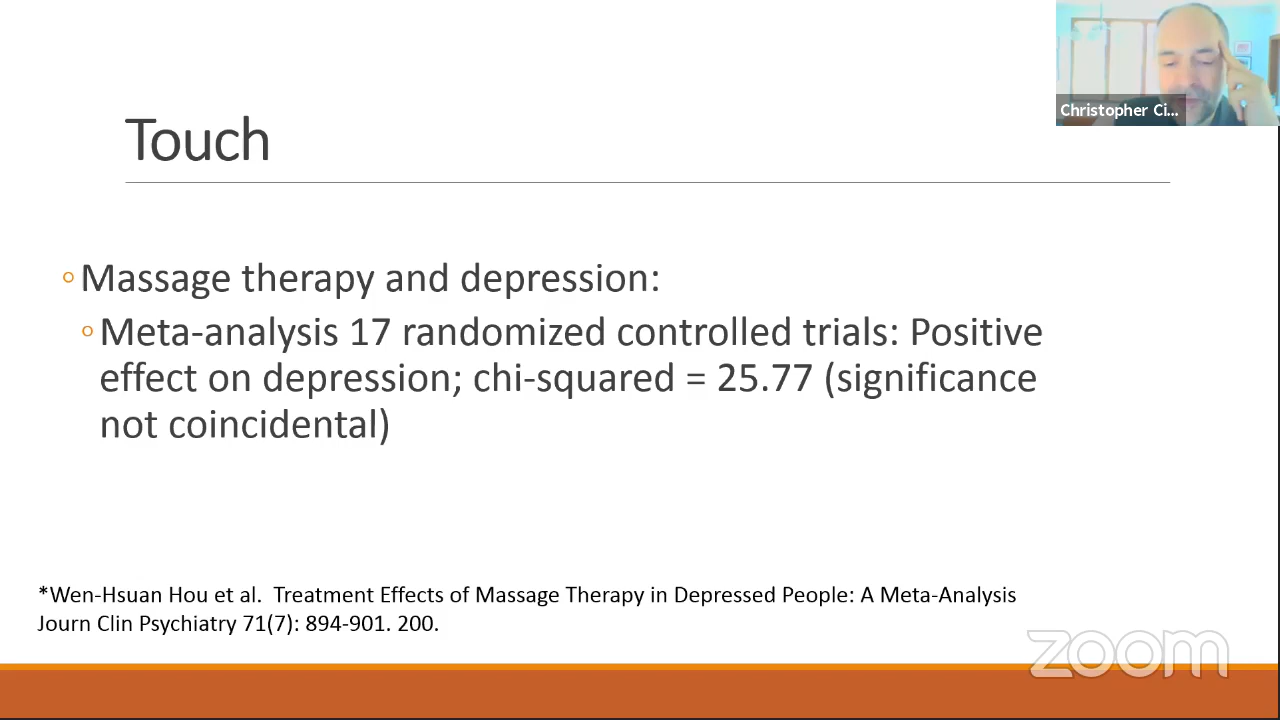 Christopher Ci...
Touch
Massage therapy and depression:
Meta-analysis 17 randomized controlled trials: Positive
effect on depression; chi-squared = 25.77 (significance
not coincidental)
*Wen-Hsuan Hou et al.  Treatment Effects of Massage Therapy in Depressed People: A Meta-Analysis
Journ Clin Psychiatry 71(7): 894-901. 200.
zoom